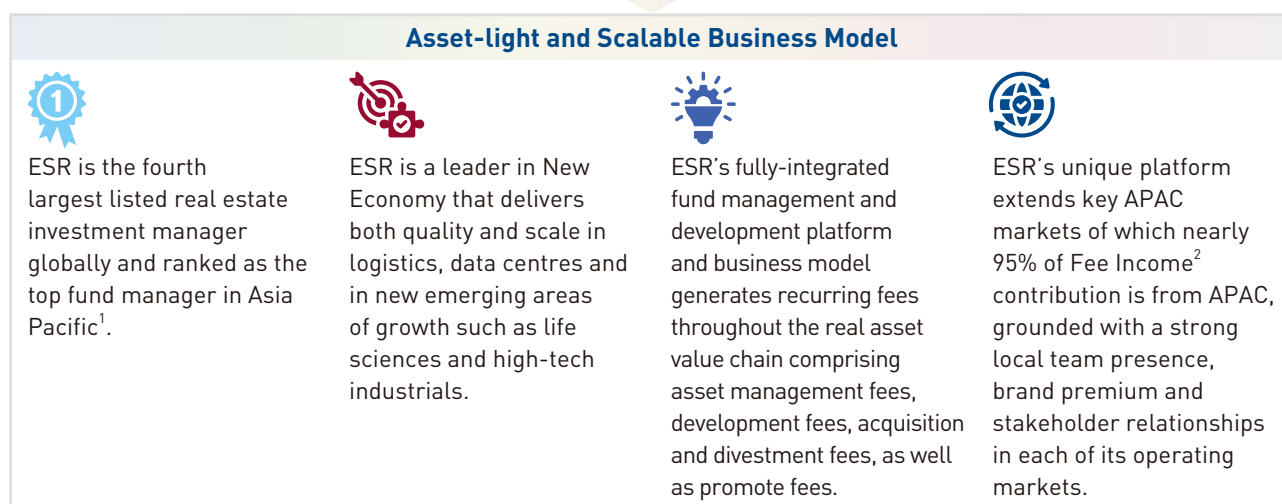 Asset-light and Scalable Business Model
1
ESR is the fourth
largest listed real estate
investment manager
globally and ranked as the
top fund manager in Asia
Pacific¹.
ESR is a leader in New
Economy that delivers
both quality and scale in
logistics, data centres and
in new emerging areas
of growth such as life
sciences and high-tech
industrials.
ESR’s fully-integrated
fund management and
development platform
and business model
generates recurring fees
throughout the real asset
value chain comprising
asset management fees,
development fees, acquisition
and divestment fees, as well
as promote fees.
ESR’s unique platform
extends key APAC
markets of which nearly
95% of Fee Income²
contribution is from APAC,
grounded with a strong
local team presence,
brand premium and
stakeholder relationships
in each of its operating
markets.